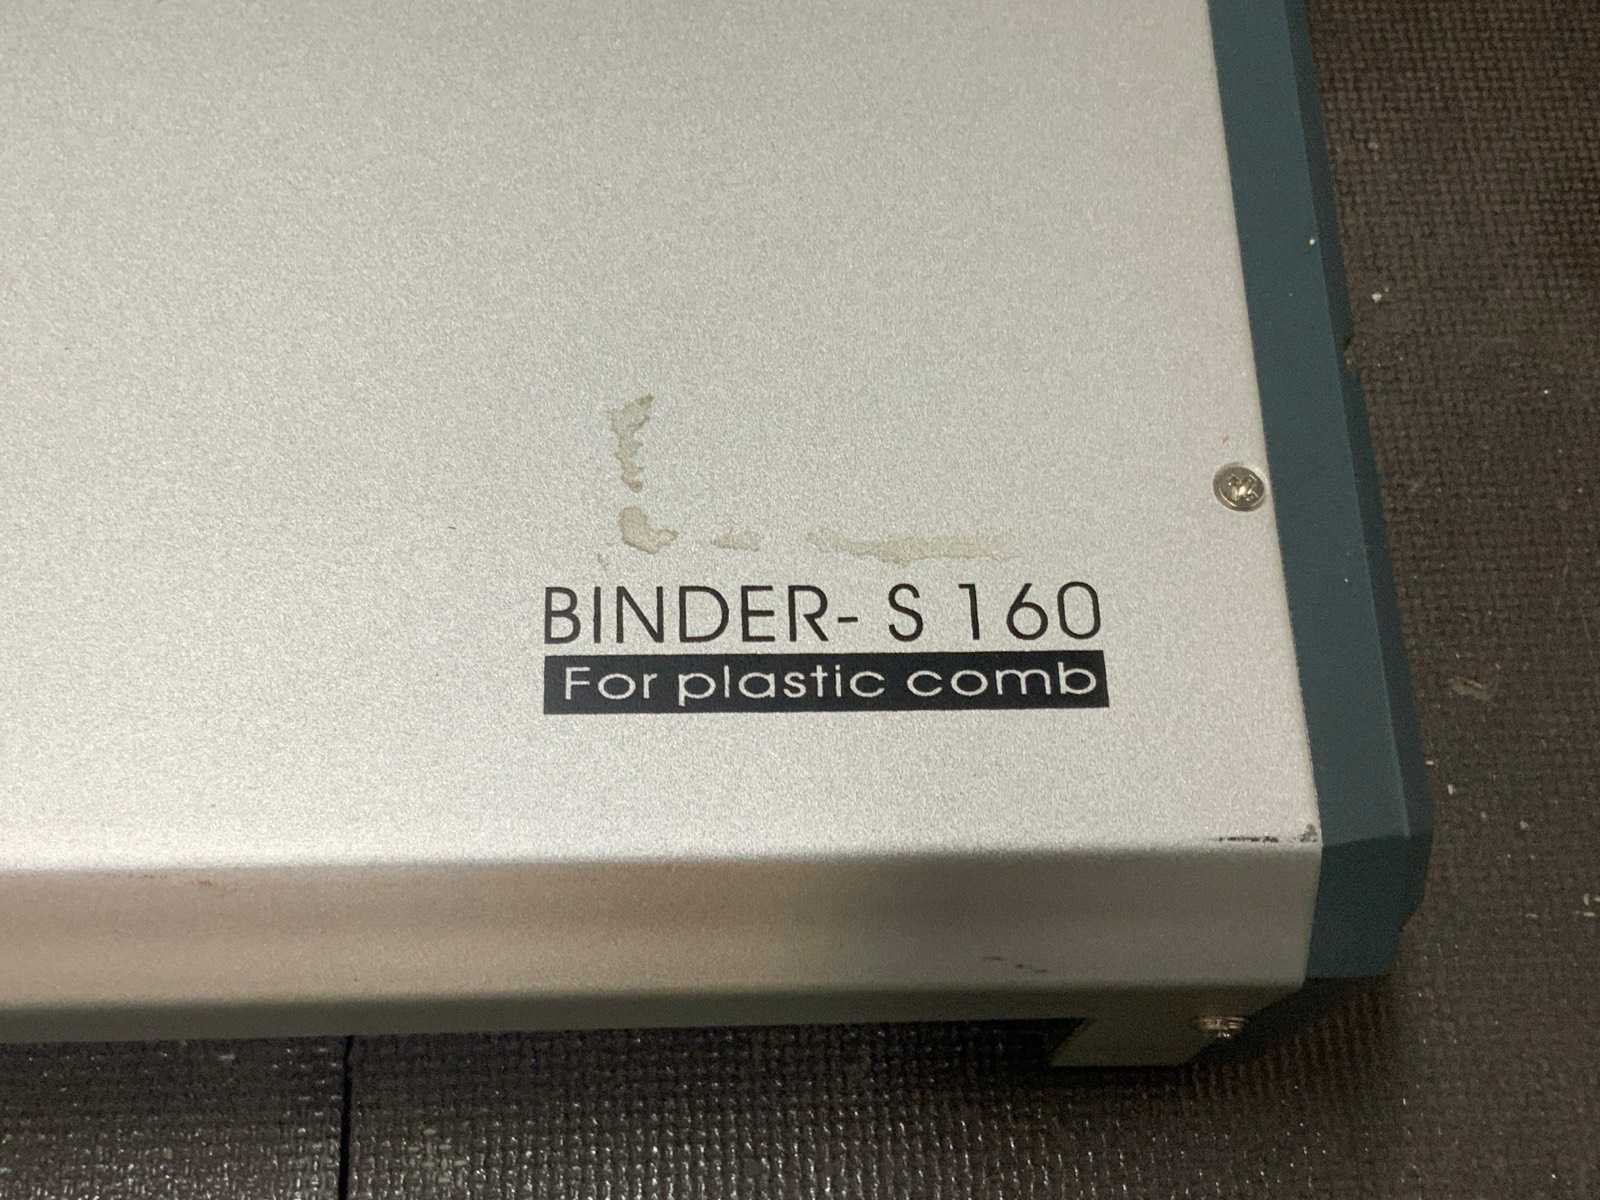 BINDER- S 160
For plastic comb